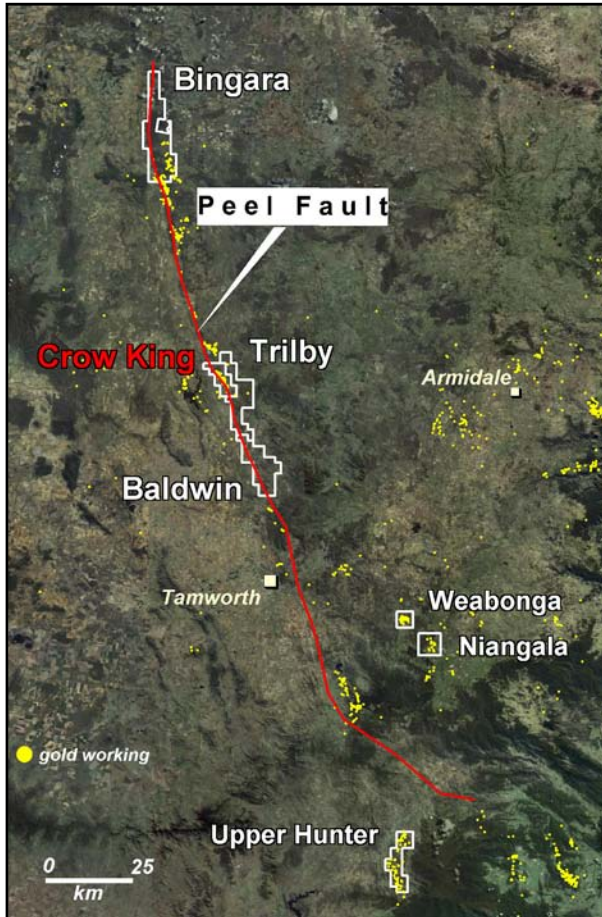 Bingara
Peel Fault
Crow King
Trilby
Armidale
Baldwin
Tamworth
Weabonga
Niangala
gold working
Upper Hunter
0 25
km